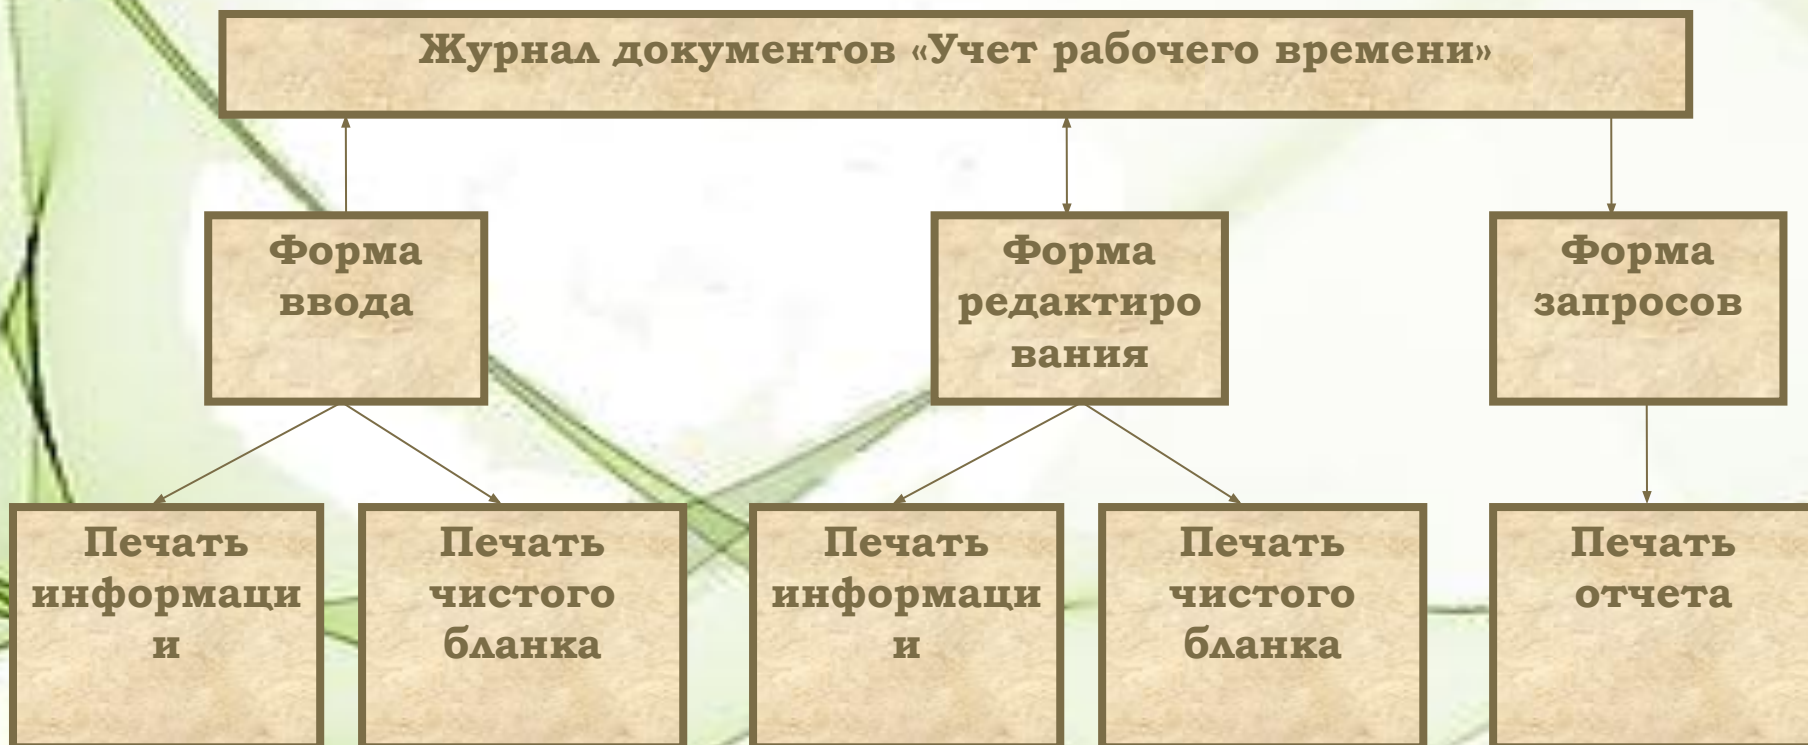 Журнал документов «Учет рабочего времени»
Форма
ввода
Форма
редактиро
вания
Форма
запросов
Печать
информаци
и
Печать
чистого
бланка
Печать
информаци
и
Печать
чистого
бланка
Печать
отчета